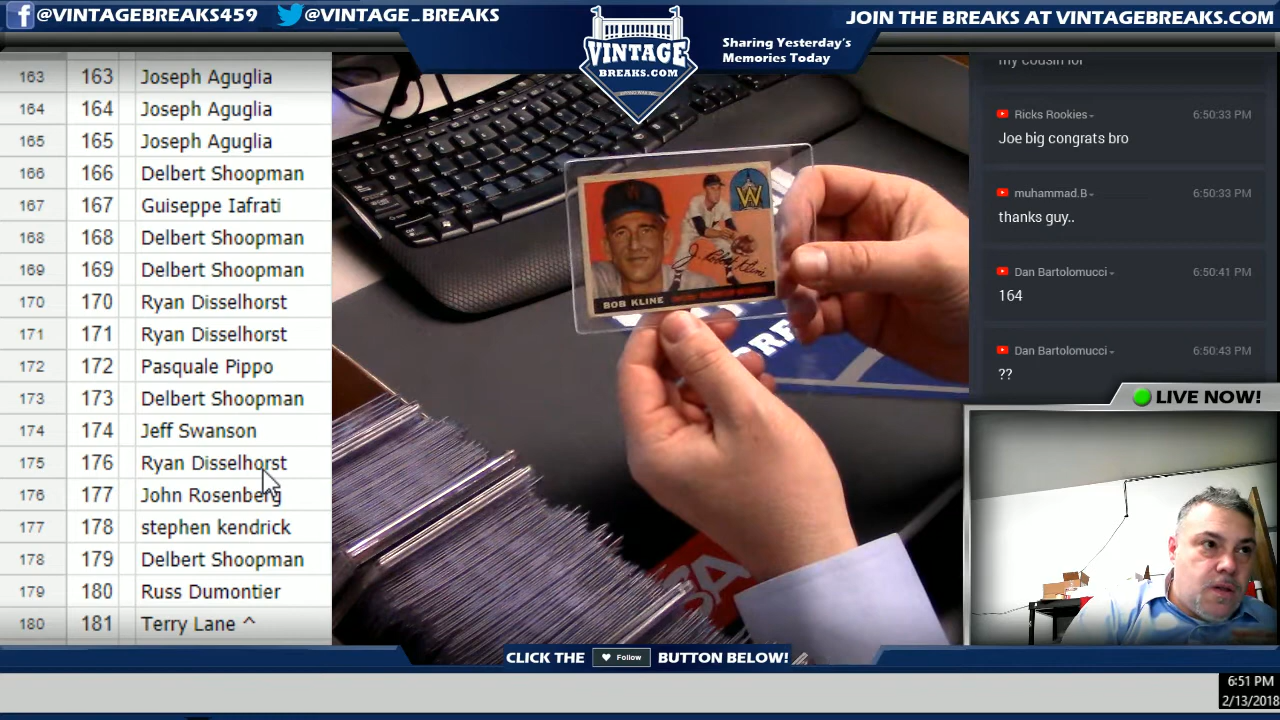 @VINTAGEBREAKS459
@VINTAGE_BREAKS
VINTAGE
BREAKS.COM
Sharing Yesterday's
Memories Today
JOIN THE BREAKS AT VINTAGEBREAKS.COM
163 163 Joseph Aguglia
164 164 Joseph Aguglia
165 165 Joseph Aguglia
166 166 Delbert Shoopman
167 167 Guiseppe Iafrati
168 168 Delbert Shoopman
169 169 Delbert Shoopman
170 170 Ryan Disselhorst
171 171 Ryan Disselhorst
172 172 Pasquale Pippo
173 173 Delbert Shoopman
174 174 Jeff Swanson
175 176 Ryan Disselhorst
176 177 John Rosenberg
177 178 stephen kendrick
178 179 Delbert Shoopman
179 180 Russ Dumontier
180 181 Terry Lane ^
W
BOB KLINE
my cousin lol
Ricks Rookies 6:50:33 PM
Joe big congrats bro
muhammad.B 6:50:33 PM
thanks guy..
Dan Bartolomucci 6:50:41 PM
164
Dan Bartolomucci 6:50:43 PM
??
LIVE NOW!
CLICK THE Follow BUTTON BELOW!
6:51 PM
2/13/2018